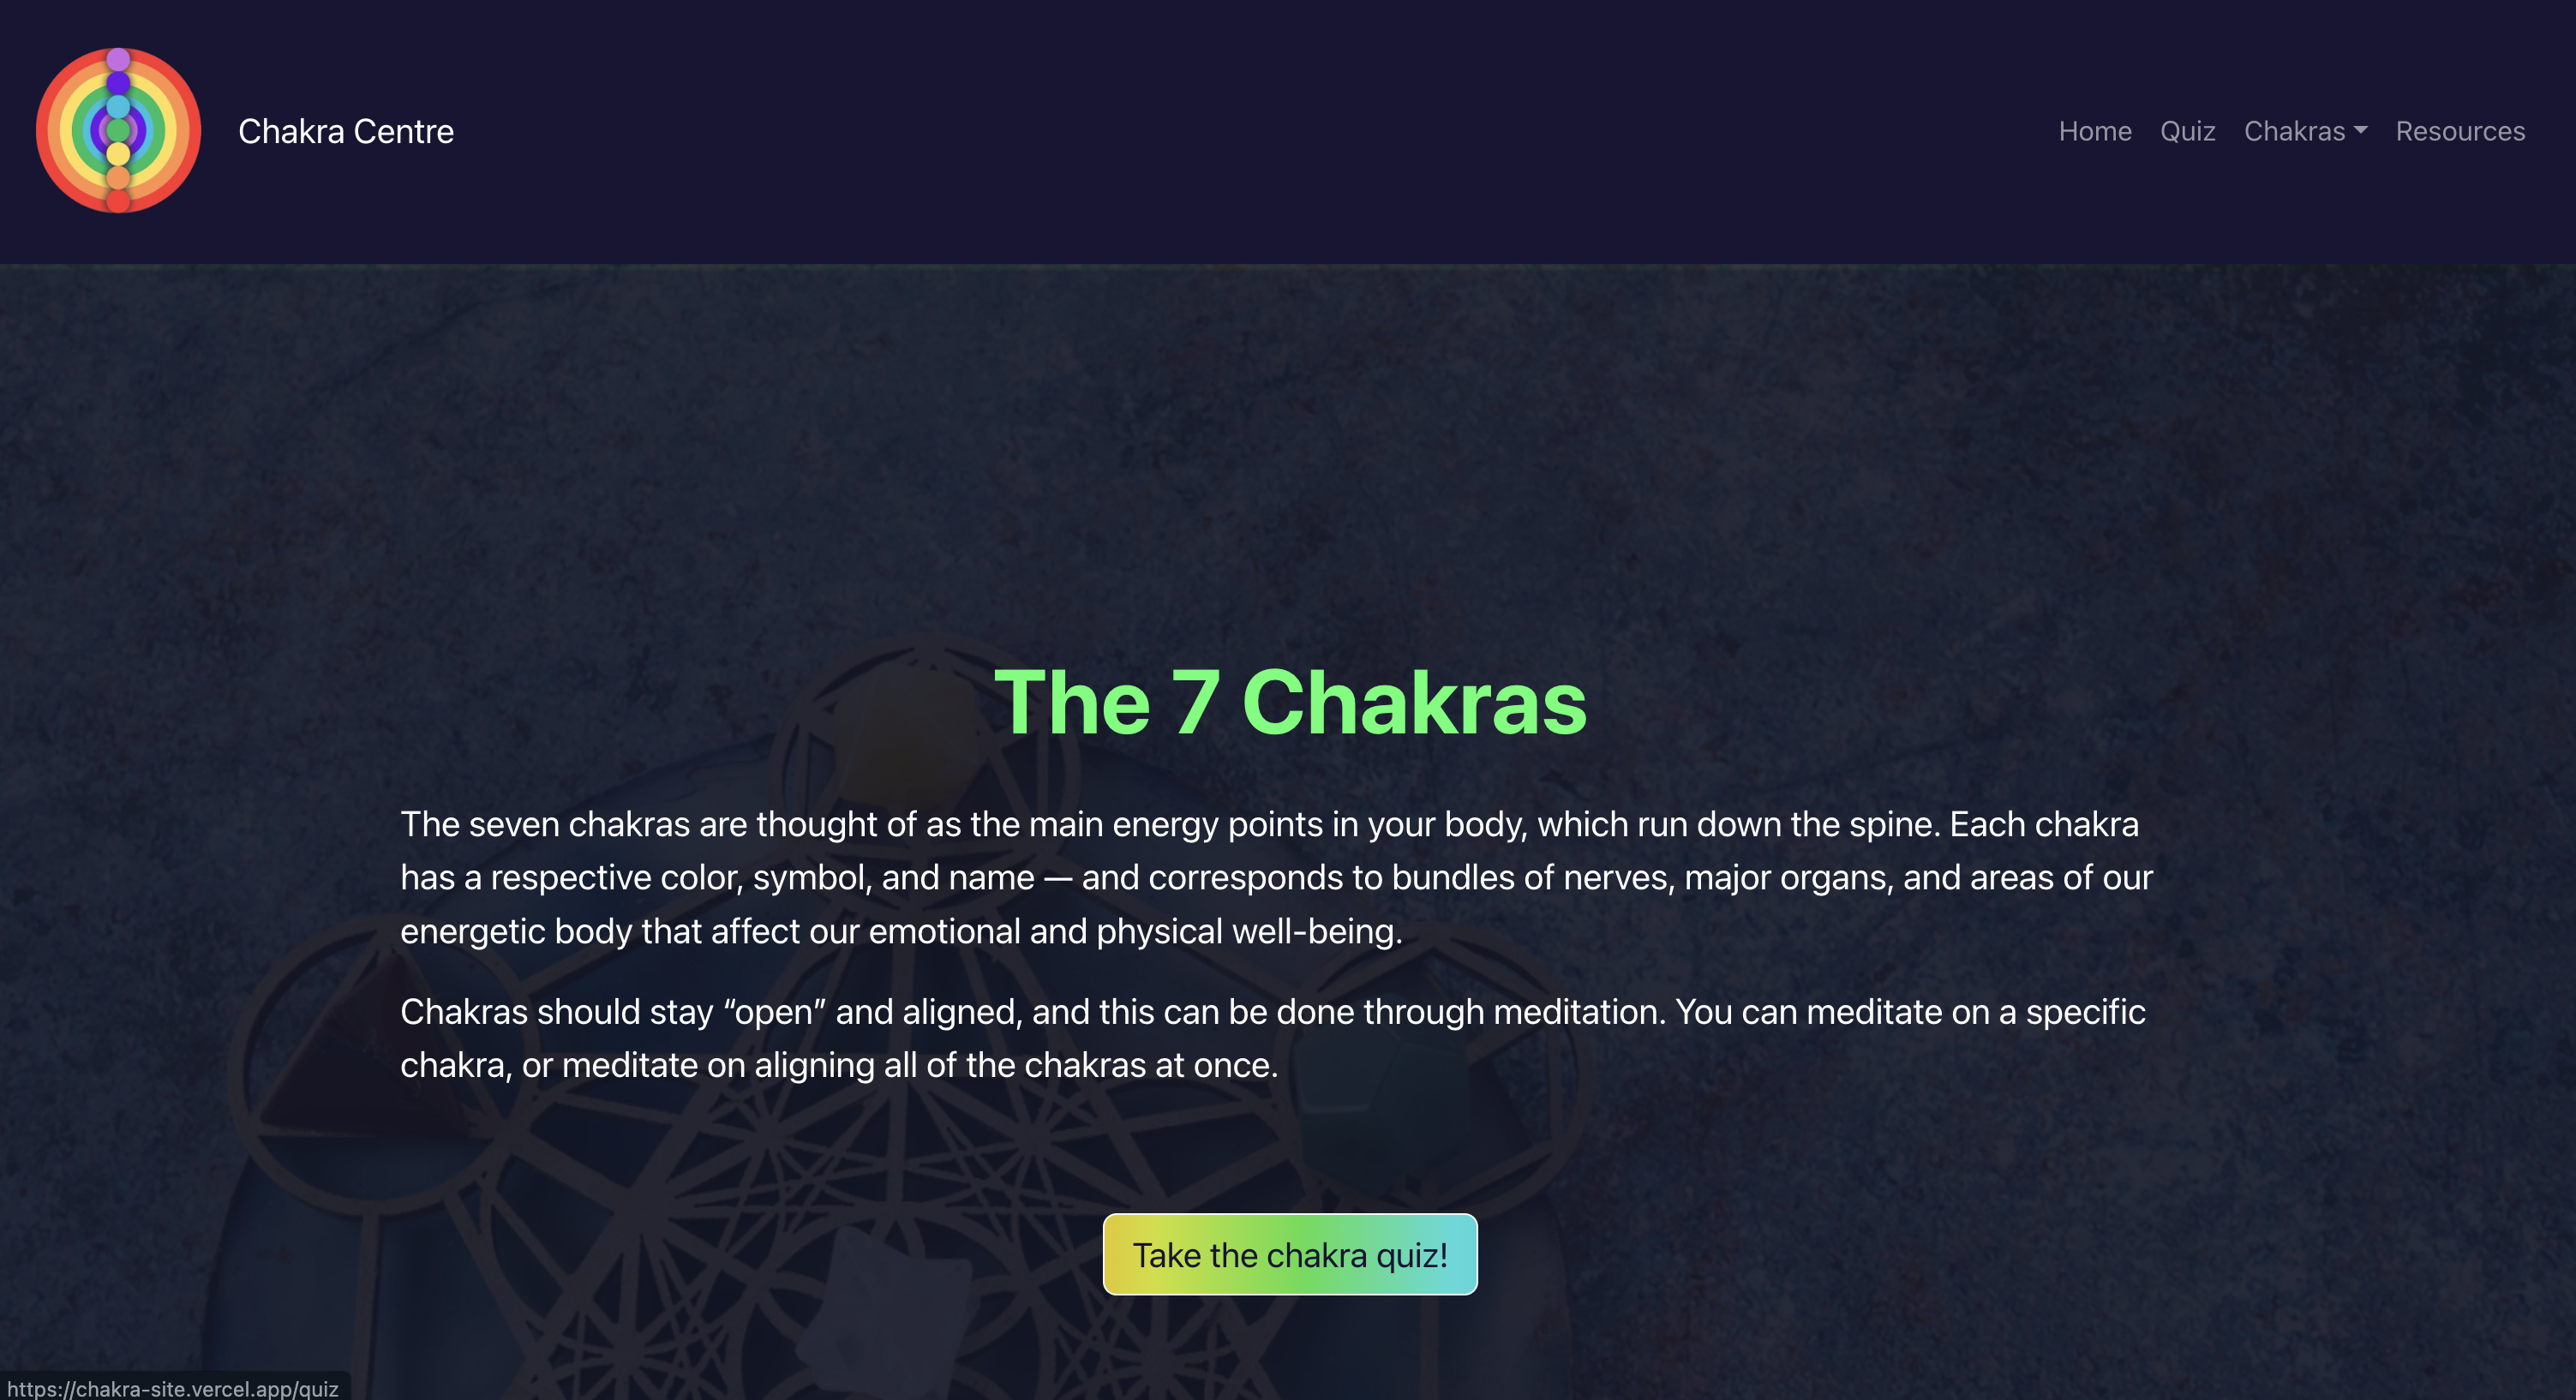 Chakra Centre
Home Quiz Chakras Resources
The 7 Chakras
The seven chakras are thought of as the main energy points in your body, which run down the spine. Each chakra
has a respective color, symbol, and name — and corresponds to bundles of nerves, major organs, and areas of our
energetic body that affect our emotional and physical well-being.
Chakras should stay “open” and aligned, and this can be done through meditation. You can meditate on a specific
chakra, or meditate on aligning all of the chakras at once.
Take the chakra quiz!
https://chakra-site.vercel.app/quiz